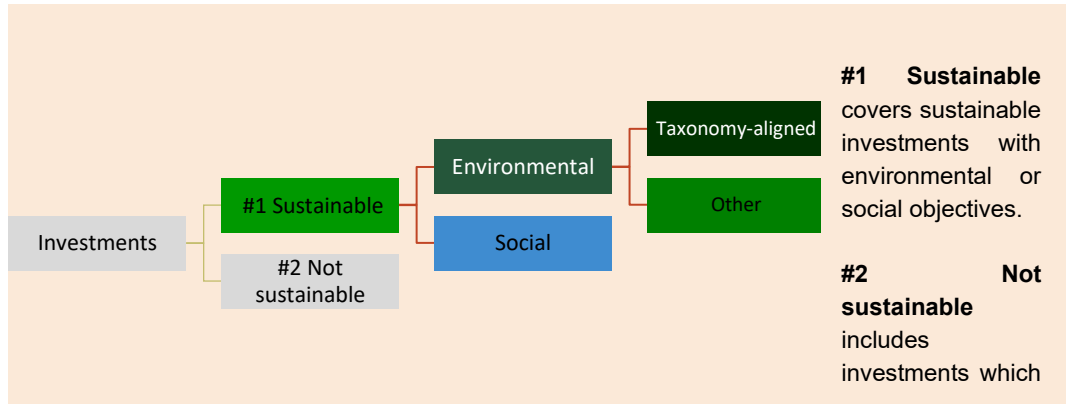 Investments
#1 Sustainable
#2 Not
sustainable
Environmental
Social
Taxonomy-aligned
Other
#1 Sustainable
covers sustainable
investments with
environmental or
social objectives.
#2 Not
sustainable
includes
investments which